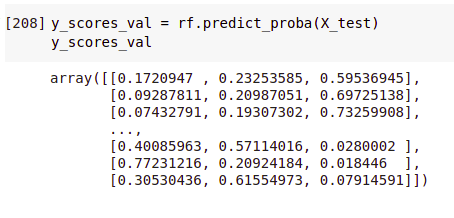 [208] y_scores_val = rf.predict_proba(X_test)
y_scores_val
array([[0.1720947 , 0.23253585, 0.59536945],
[0.09287811, 0.20987051, 0.69725138],
[0.07432791, 0.19307302, 0.73259908],
...,
[0.40085963, 0.57114016, 0.0280002 ],
[0.77231216, 0.20924184, 0.018446  ],
[0.30530436, 0.61554973, 0.07914591]])